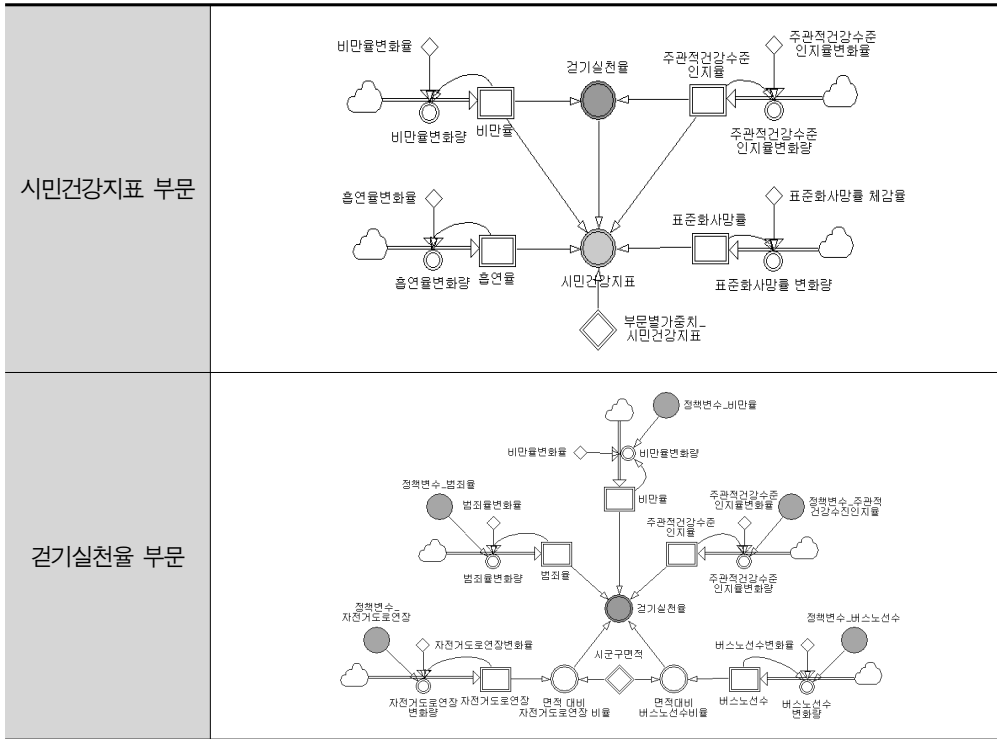 시민건강지표 부문
비만율변화율
비만율변화량
비만율
걷기실천율
주관적건강수준
인지율
주관적건강수준
인지율변화율
주관적건강수준
인지율변화량
흡연율변화율
흡연율변화량
흡연율
시민건강지표
표준화사망률
표준화사망률 체감율
표준화사망률 변화량
부문별가중치_
시민건강지표
걷기실천율 부문
정책변수_비만율
비만율변화율
비만율변화량
비만율
정책변수_범죄율
범죄율변화율
범죄율변화량
범죄율
주관적건강수준
인지율
주관적건강수준
인지율변화율
정책변수_주관적
건강수진인지율
주관적건강수준
인지율변화량
걷기실천율
정책변수_
자전거도로연장
자전거도로연장변화율
자전거도로연장
변화량
자전거도로연장
면적 대비
자전거도로연장 비율
시군구면적
면적대비
버스노선수비율
버스노선수
버스노선수변화율
정책변수_버스노선수
버스노선수
변화량